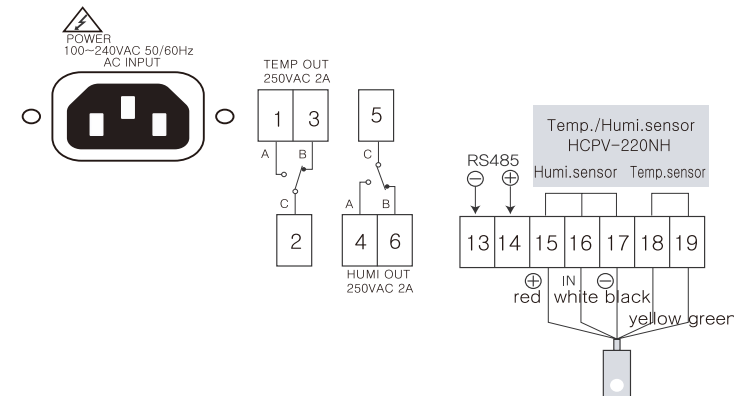 POWER
100~240VAC 50/60Hz
AC INPUT
TEMP OUT
250VAC 2A
1 3
A B
C
2
5
C
A B
4 6
HUMI OUT
250VAC 2A
Temp./Humi.sensor
HCPV-220NH
Humi.sensor Temp.sensor
RS485
⊖ ⊕
13 14 15 16 17 18 19
⊕ IN ⊖
red white black
yellow green